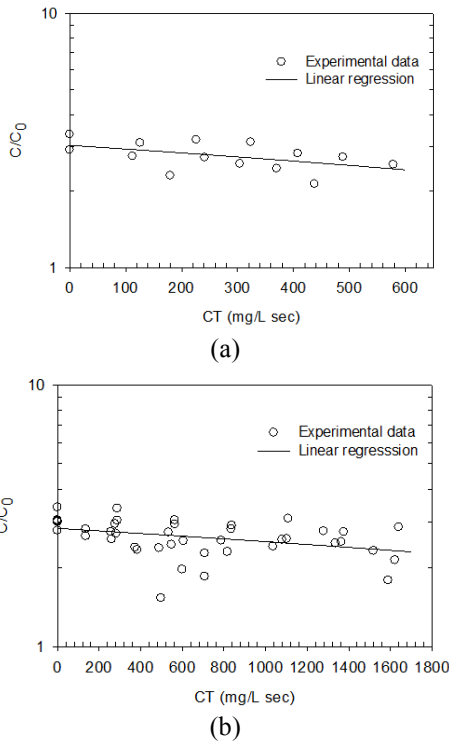 10
Experimental data
Linear regression
C/C0
1
0 100 200 300 400 500 600
CT (mg/L sec)
(a)
10
Experimental data
Linear regresssion
C/C0
1
0 200 400 600 800 1000 1200 1400 1600 1800
CT (mg/L sec)
(b)